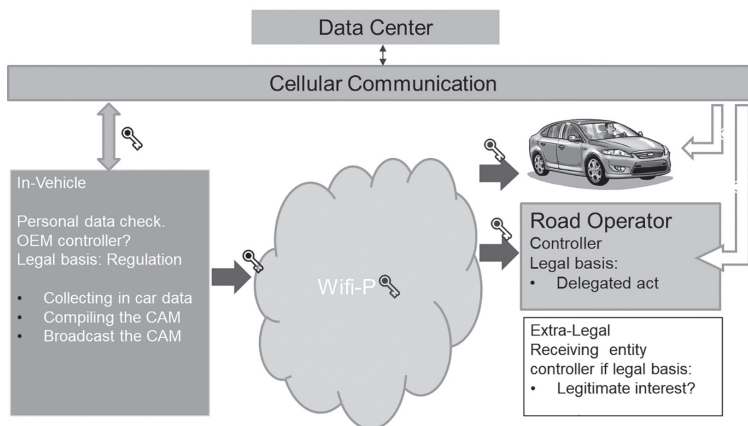 Data Center
Cellular Communication
In-Vehicle
Personal data check.
OEM controller?
Legal basis: Regulation
• Collecting in car data
• Compiling the CAM
• Broadcast the CAM
Wifi-P
Road Operator
Controller
Legal basis:
• Delegated act
Extra-Legal
Receiving entity
controller if legal basis:
• Legitimate interest?